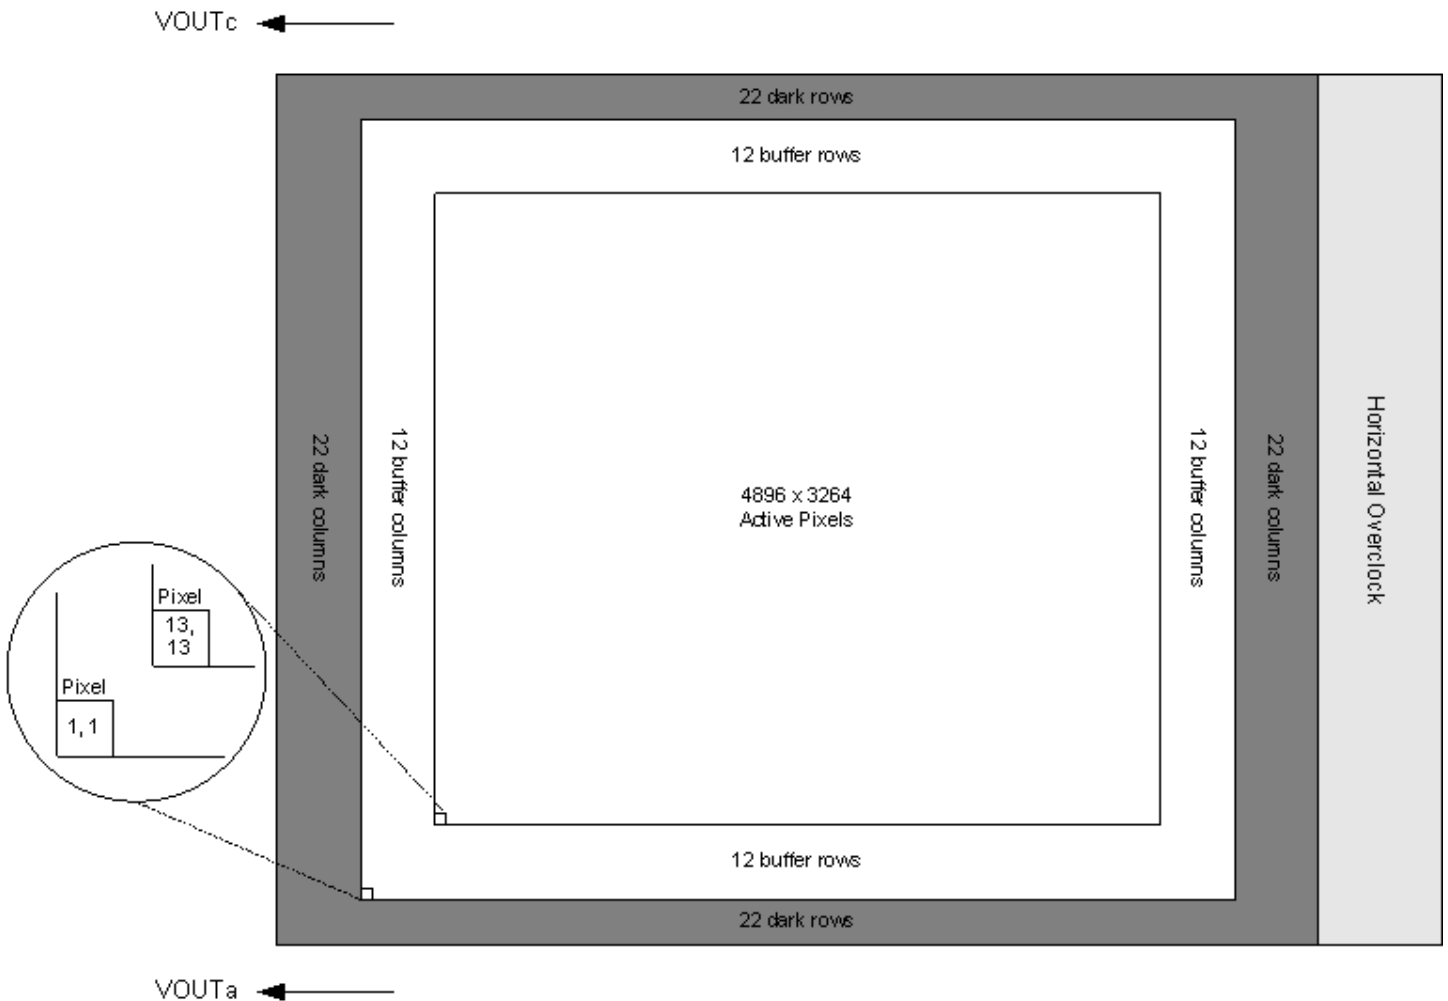 VOUTc
22 dark rows
12 buffer rows
22 dark columns
12 buffer columns
4896 x 3264
Active Pixels
12 buffer columns
22 dark columns
Horizontal Overclock
Pixel
13,
13
Pixel
1, 1
12 buffer rows
22 dark rows
VOUTa